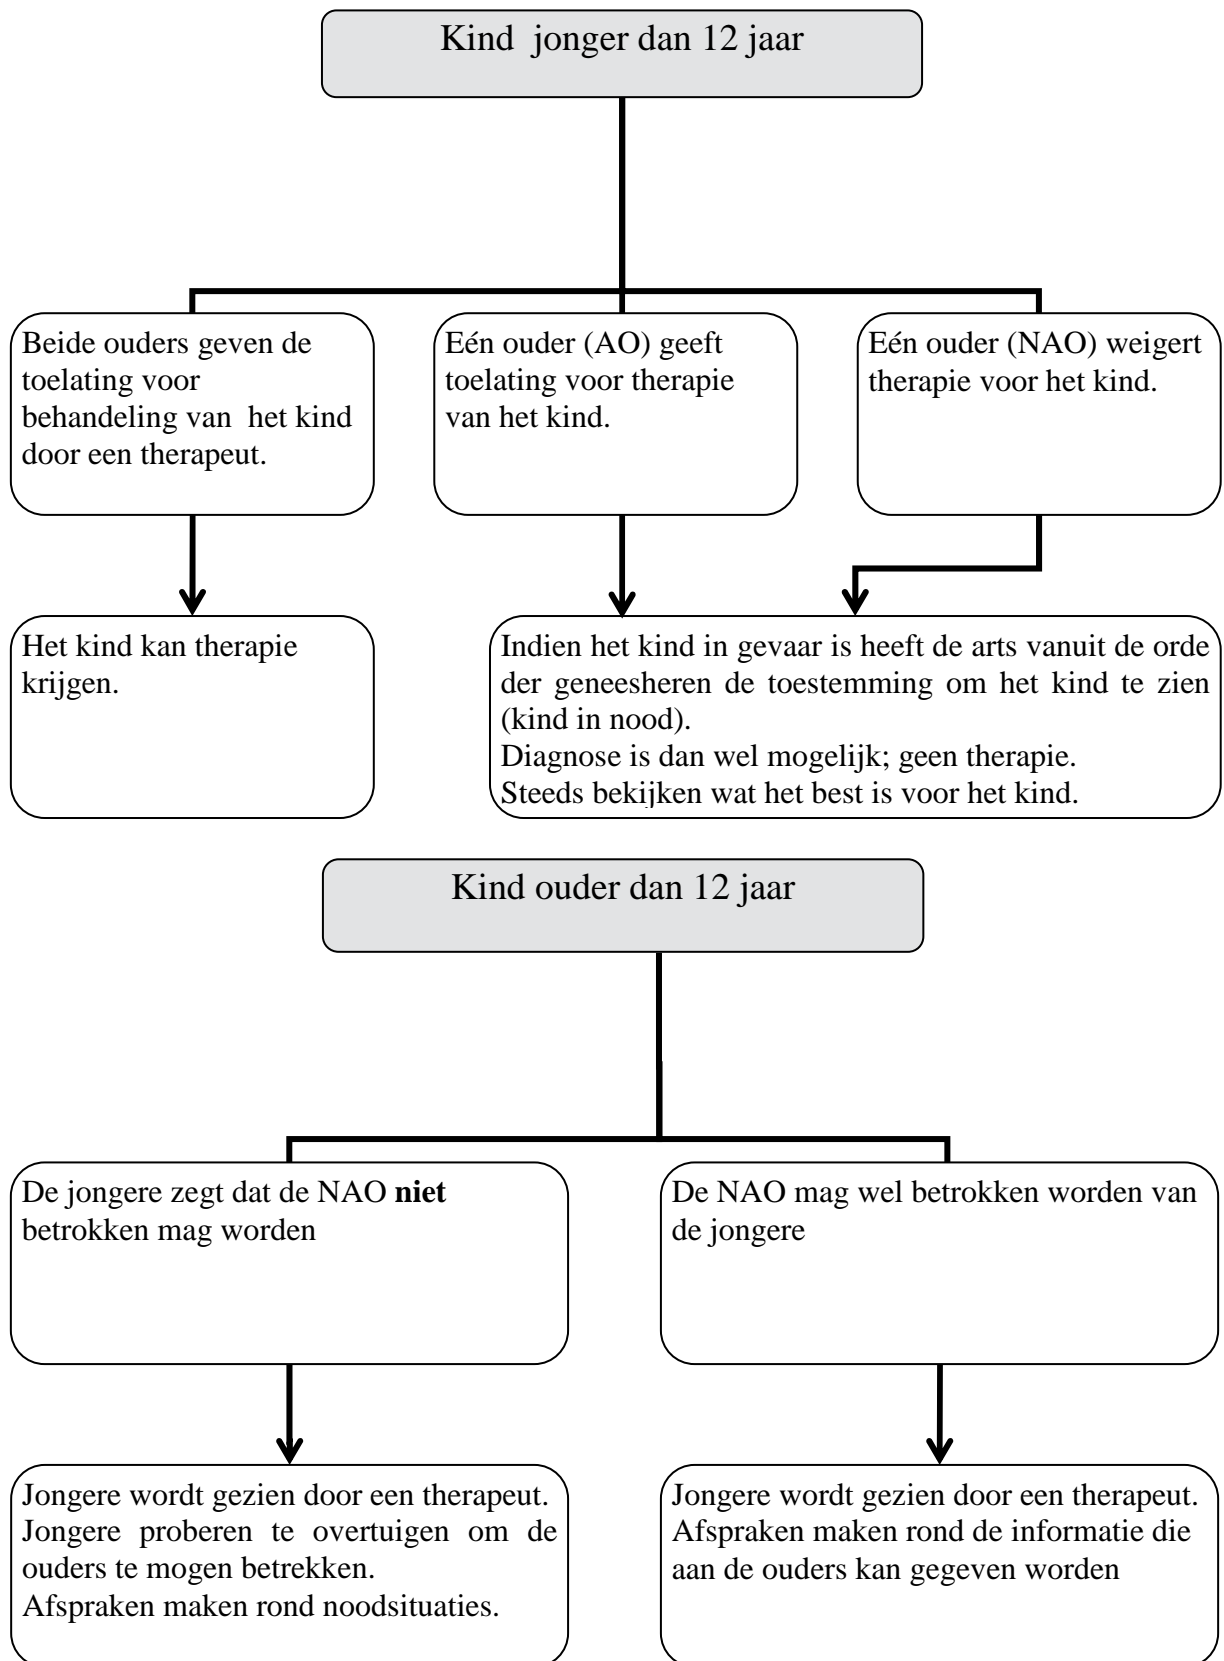 Kind jonger dan 12 jaar
Beide ouders geven de
toelating voor
behandeling van het kind
door een therapeut.
Eén ouder (AO) geeft
toelating voor therapie
van het kind.
Eén ouder (NAO) weigert
therapie voor het kind.
Het kind kan therapie
krijgen.
Indien het kind in gevaar is heeft de arts vanuit de orde
der geneesheren de toestemming om het kind te zien
(kind in nood).
Diagnose is dan wel mogelijk; geen therapie.
Steeds bekijken wat het best is voor het kind.
Kind ouder dan 12 jaar
De jongere zegt dat de NAO niet
betrokken mag worden
De NAO mag wel betrokken worden van
de jongere
Jongere wordt gezien door een therapeut.
Jongere proberen te overtuigen om de
ouders te mogen betrekken.
Afspraken maken rond noodsituaties.
Jongere wordt gezien door een therapeut.
Afspraken maken rond de informatie die
aan de ouders kan gegeven worden